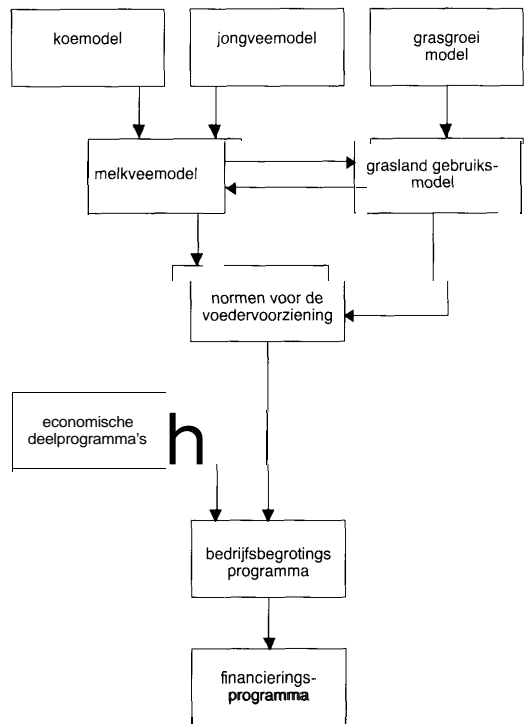 koemodel
jongveemodel
grasgroei
model
melkveemodel
grasland gebruiks-
model
normen voor de
voedervoorziening
economische
deelprogramma's
h
bedrijfsbegrotings
programma
financierings-
programma